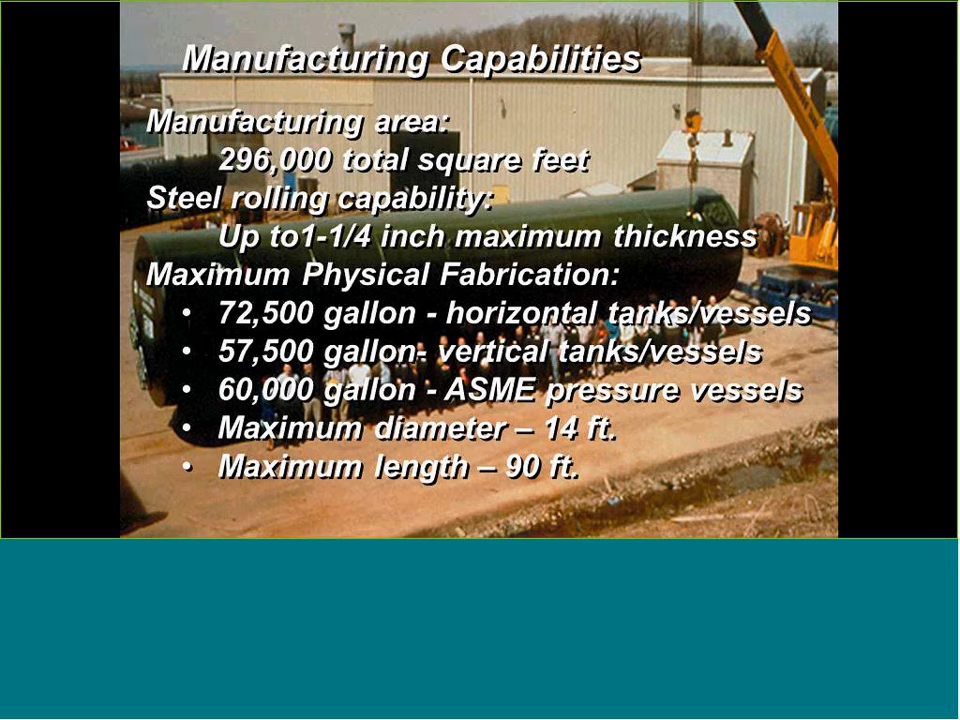 Manufacturing Capabilities
Manufacturing area:
296,000 total square feet
Steel rolling capability:
Up to1-1/4 inch maximum thickness
Maximum Physical Fabrication:
• 72,500 gallon - horizontal tanks/vessels
• 57,500 gallon- vertical tanks/vessels
• 60,000 gallon - ASME pressure vessels
• Maximum diameter – 14 ft.
• Maximum length – 90 ft.